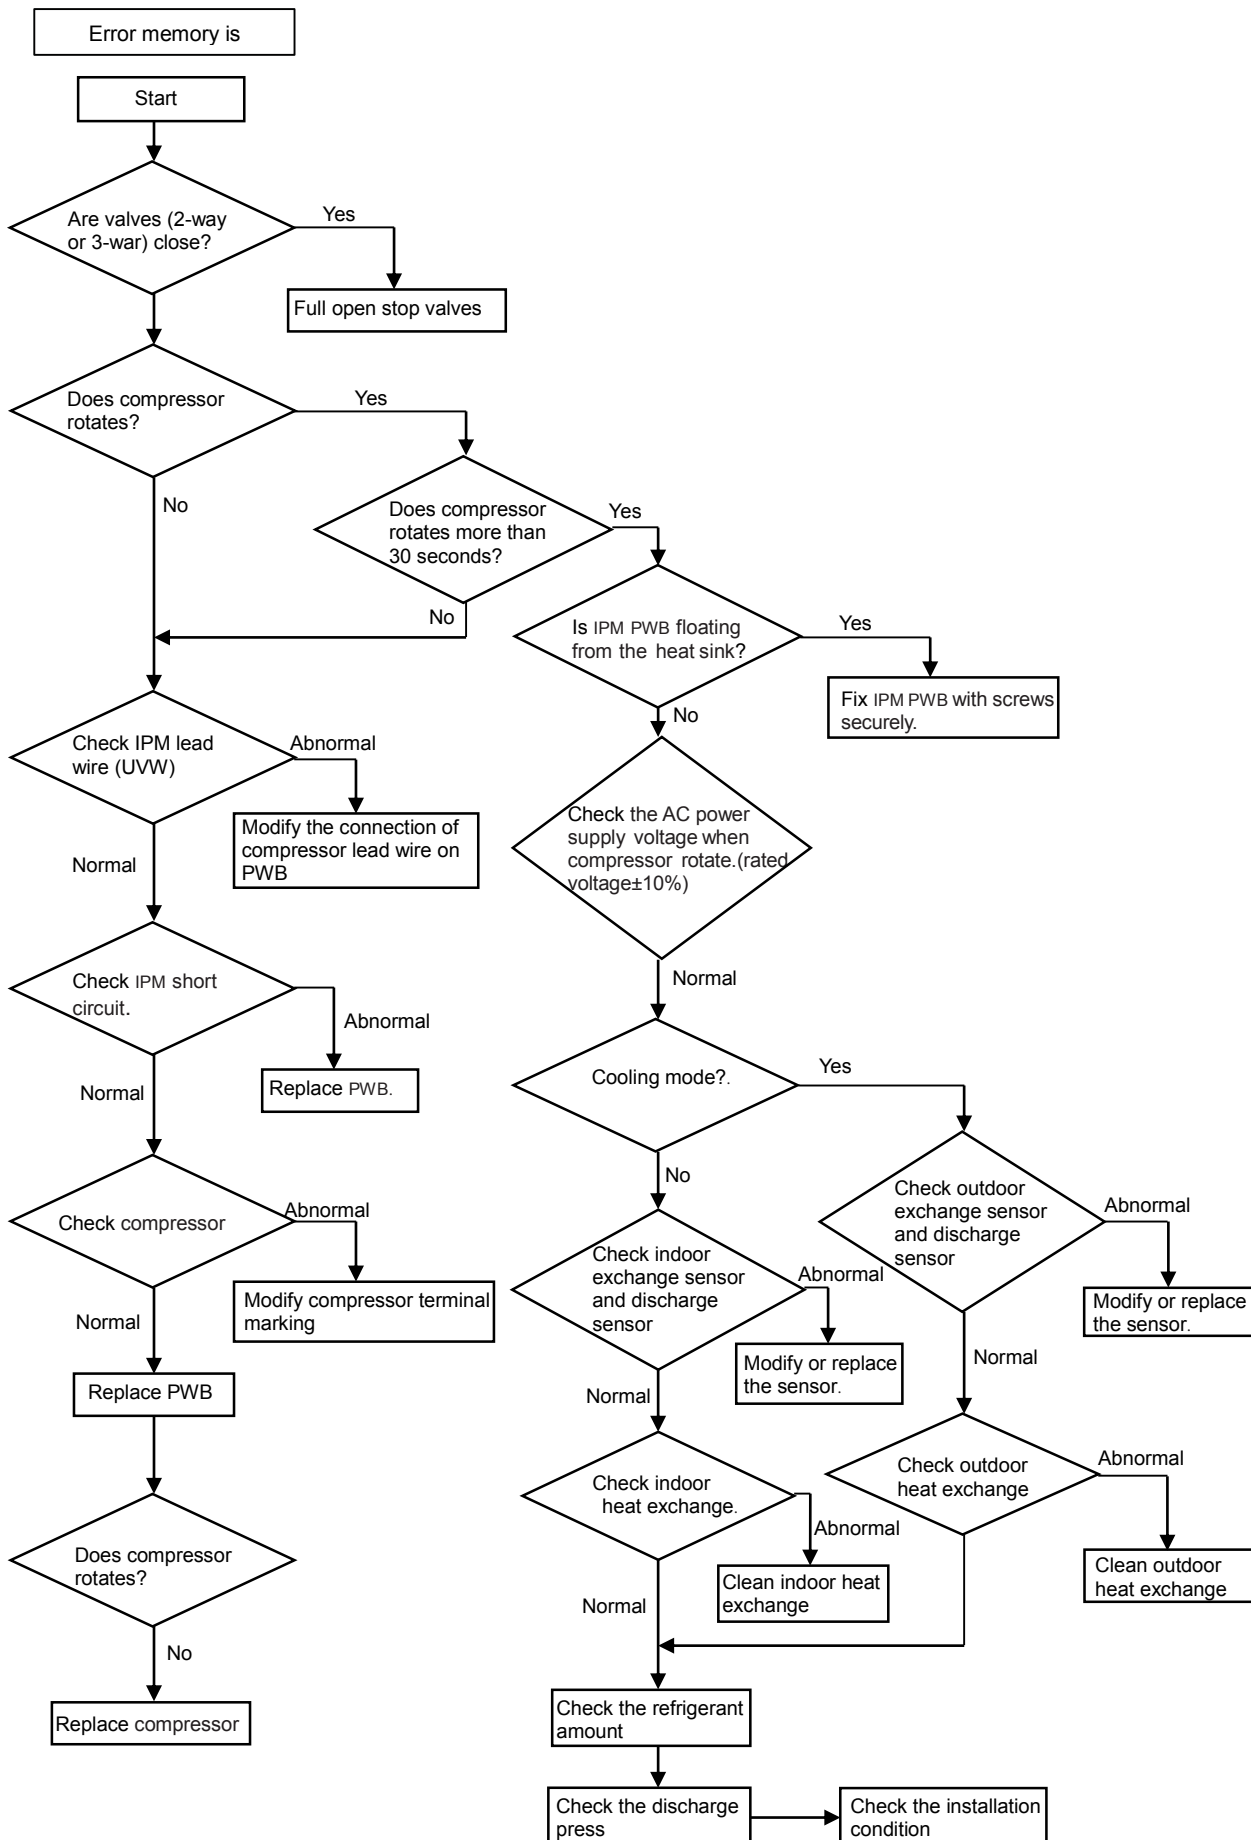 Error memory is
Start
Are valves (2-way
or 3-war) close?
Yes
Full open stop valves
Does compressor
rotates?
Yes
No
Does compressor
rotates more than
30 seconds?
Yes
No
Is IPM PWB floating
from the heat sink?
Yes
Fix IPM PWB with screws
securely.
No
Check IPM lead
wire (UVW)
Abnormal
Modify the connection of
compressor lead wire on
PWB
Normal
Check the AC power
supply voltage when
compressor rotate.(rated
voltage±10%)
Normal
Check IPM short
circuit.
Abnormal
Replace PWB.
Normal
Cooling mode?.
Yes
No
Check compressor
Abnormal
Modify compressor terminal
marking
Normal
Check outdoor
exchange sensor
and discharge
sensor
Abnormal
Modify or replace
the sensor.
Normal
Check indoor
exchange sensor
and discharge
sensor
Abnormal
Modify or replace
the sensor.
Normal
Replace PWB
Check outdoor
heat exchange
Abnormal
Clean outdoor
heat exchange
Check indoor
heat exchange.
Abnormal
Clean indoor heat
exchange
Normal
Does compressor
rotates?
No
Replace compressor
Check the refrigerant
amount
Check the discharge
press
Check the installation
condition